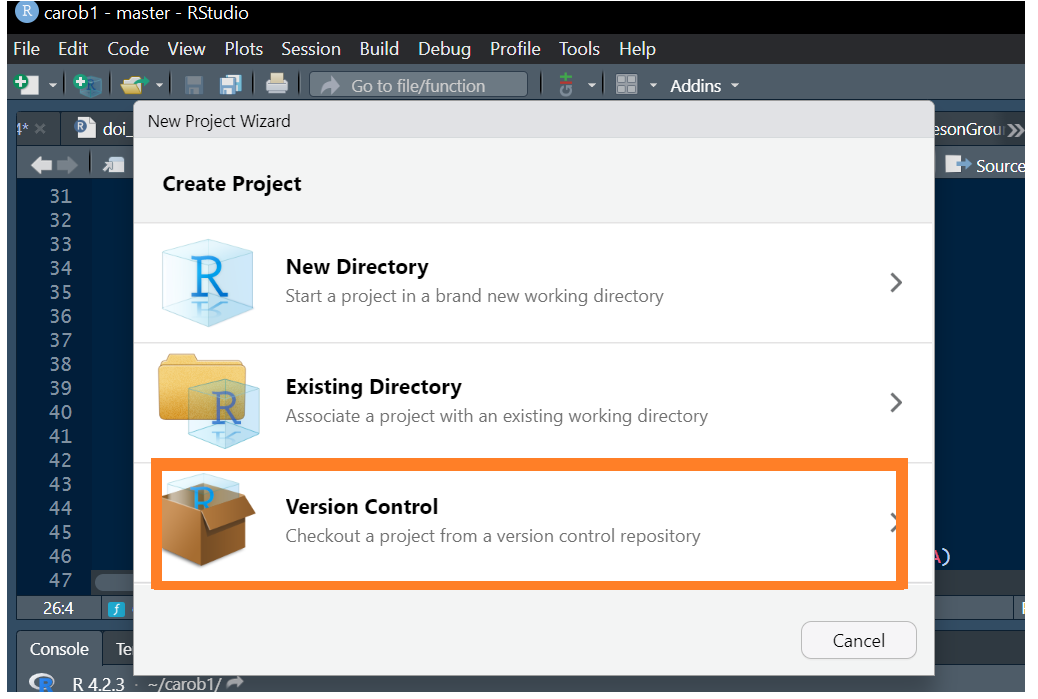 R carob1 - master - RStudio
File Edit Code View Plots Session Build Debug Profile Tools Help
Go to file/function Addins
4* doi_ esonGrou
New Project Wizard
Source
Create Project
31
32
33
34
35
36
37
38
39
40
41
42
43
44
45
46
47
R New Directory
Start a project in a brand new working directory
R Existing Directory
Associate a project with an existing working directory
R Version Control
Checkout a project from a version control repository
A)
26:4 f
Cancel
Console Te
R R 4.2.3 · ~/carob1/